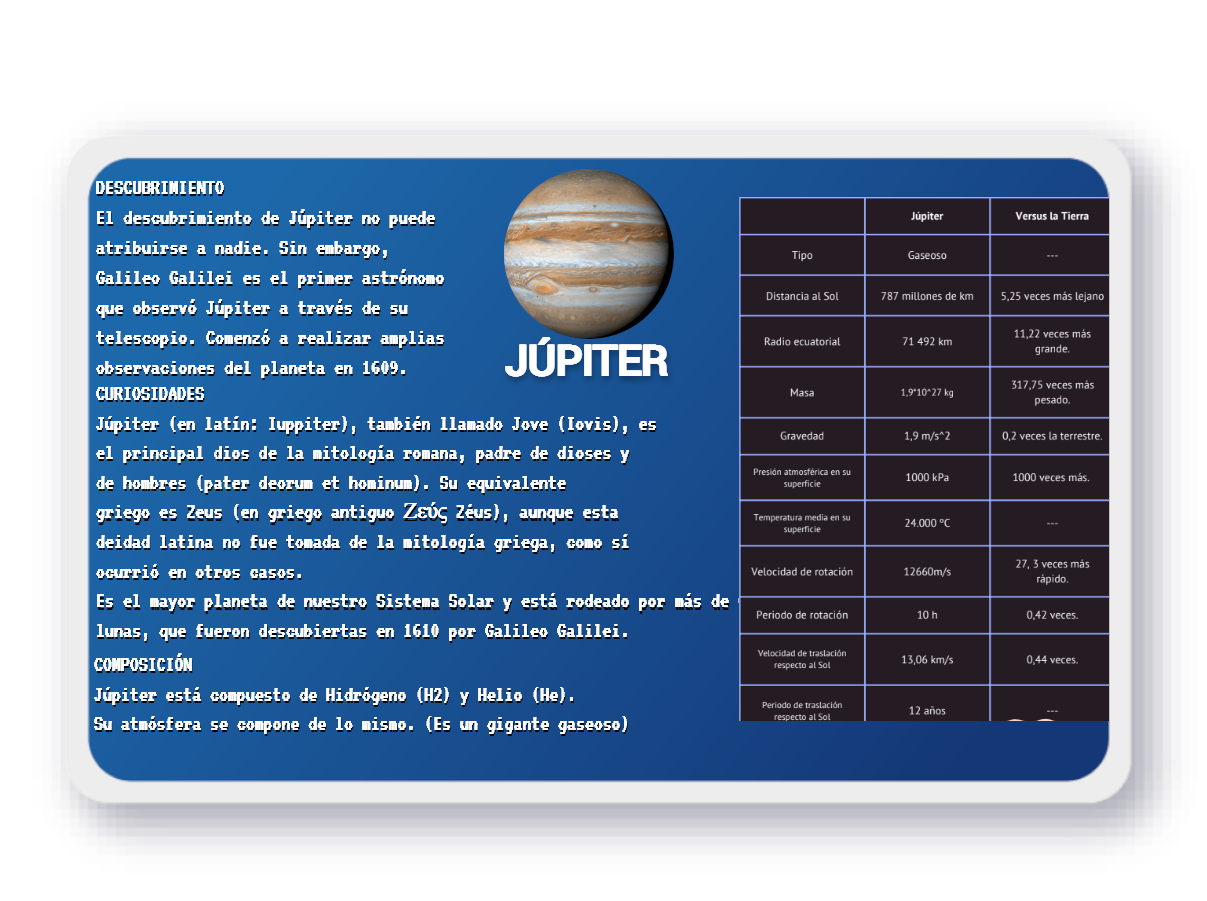 DESCUBRIMIENTO
El descubrimiento de Júpiter no puede
atribuirse a nadie. Sin embargo,
Galileo Galilei es el primer astrónomo
que observó Júpiter a través de su
telescopio. Comenzó a realizar amplias
observaciones del planeta en 1609.
JÚPITER
CURIOSIDADES
Júpiter (en latín: Iuppiter), también llamado Jove (Iovis), es
el principal dios de la mitología romana, padre de dioses y
de hombres (pater deorum et hominum). Su equivalente
griego es Zeus (en griego antiguo Ζεύς Zéus), aunque esta
deidad latina no fue tomada de la mitología griega, como sí
ocurrió en otros casos.
Es el mayor planeta de nuestro Sistema Solar y está rodeado por más de
lunas, que fueron descubiertas en 1610 por Galileo Galilei.
COMPOSICIÓN
Júpiter está compuesto de Hidrógeno (H2) y Helio (He).
Su atmósfera se compone de lo mismo. (Es un gigante gaseoso)
Júpiter Versus la Tierra
Tipo Gaseoso ---
Distancia al Sol 787 millones de km 5,25 veces más lejano
Radio ecuatorial 71 492 km 11,22 veces más
grande.
Masa 1,9*10^27 kg 317,75 veces más
pesado.
Gravedad 1,9 m/s^2 0,2 veces la terrestre.
Presión atmosférica en su
superficie 1000 kPa 1000 veces más.
Temperatura media en su
superficie 24.000 ºC ---
Velocidad de rotación 12660m/s 27, 3 veces más
rápido.
Periodo de rotación 10 h 0,42 veces.
Velocidad de traslación
respecto al Sol 13,06 km/s 0,44 veces.
Periodo de traslación
respecto al Sol 12 años ---